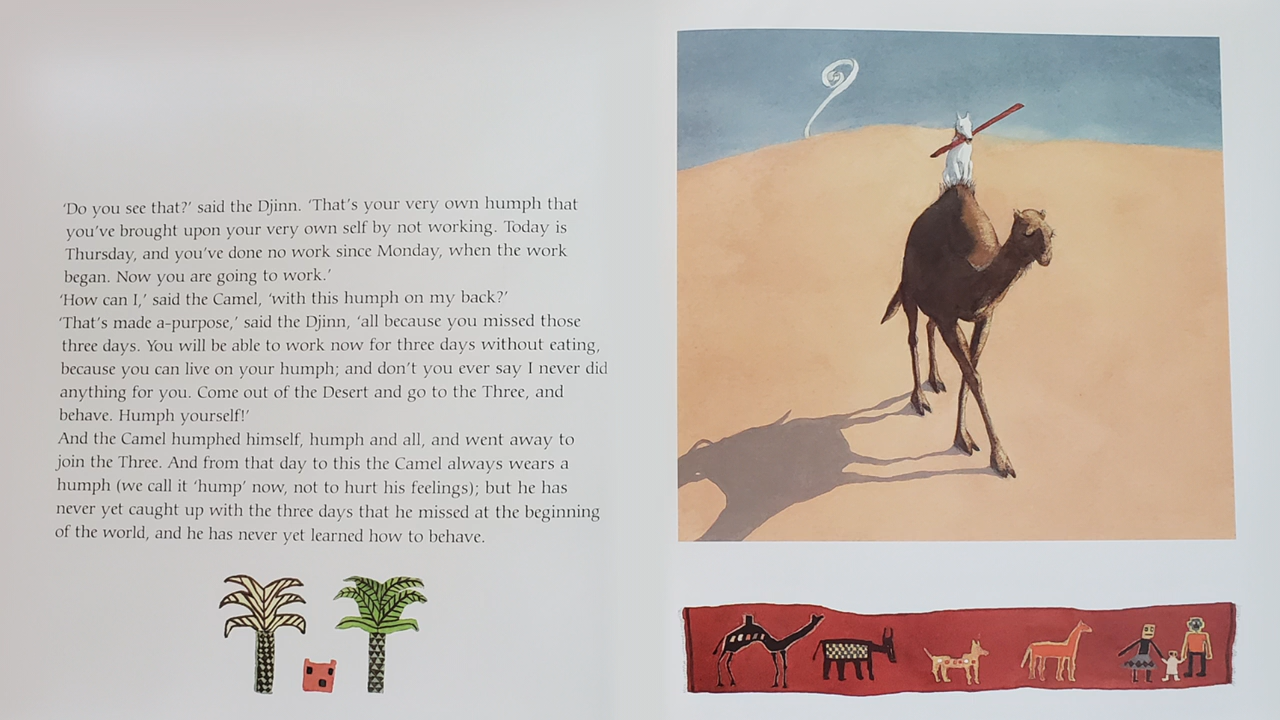 ‘Do you see that?’ said the Djinn. ‘That’s your very own humph that
you’ve brought upon your very own self by not working. Today is
Thursday, and you’ve done no work since Monday, when the work
began. Now you are going to work.’
‘How can I,’ said the Camel, ‘with this humph on my back?’
‘That’s made a-purpose,’ said the Djinn, ‘all because you missed those
three days. You will be able to work now for three days without eating,
because you can live on your humph; and don’t you ever say I never did
anything for you. Come out of the Desert and go to the Three, and
behave. Humph yourself!’
And the Camel humphed himself, humph and all, and went away to
join the Three. And from that day to this the Camel always wears a
humph (we call it ‘hump’ now, not to hurt his feelings); but he has
never yet caught up with the three days that he missed at the beginning
of the world, and he has never yet learned how to behave.